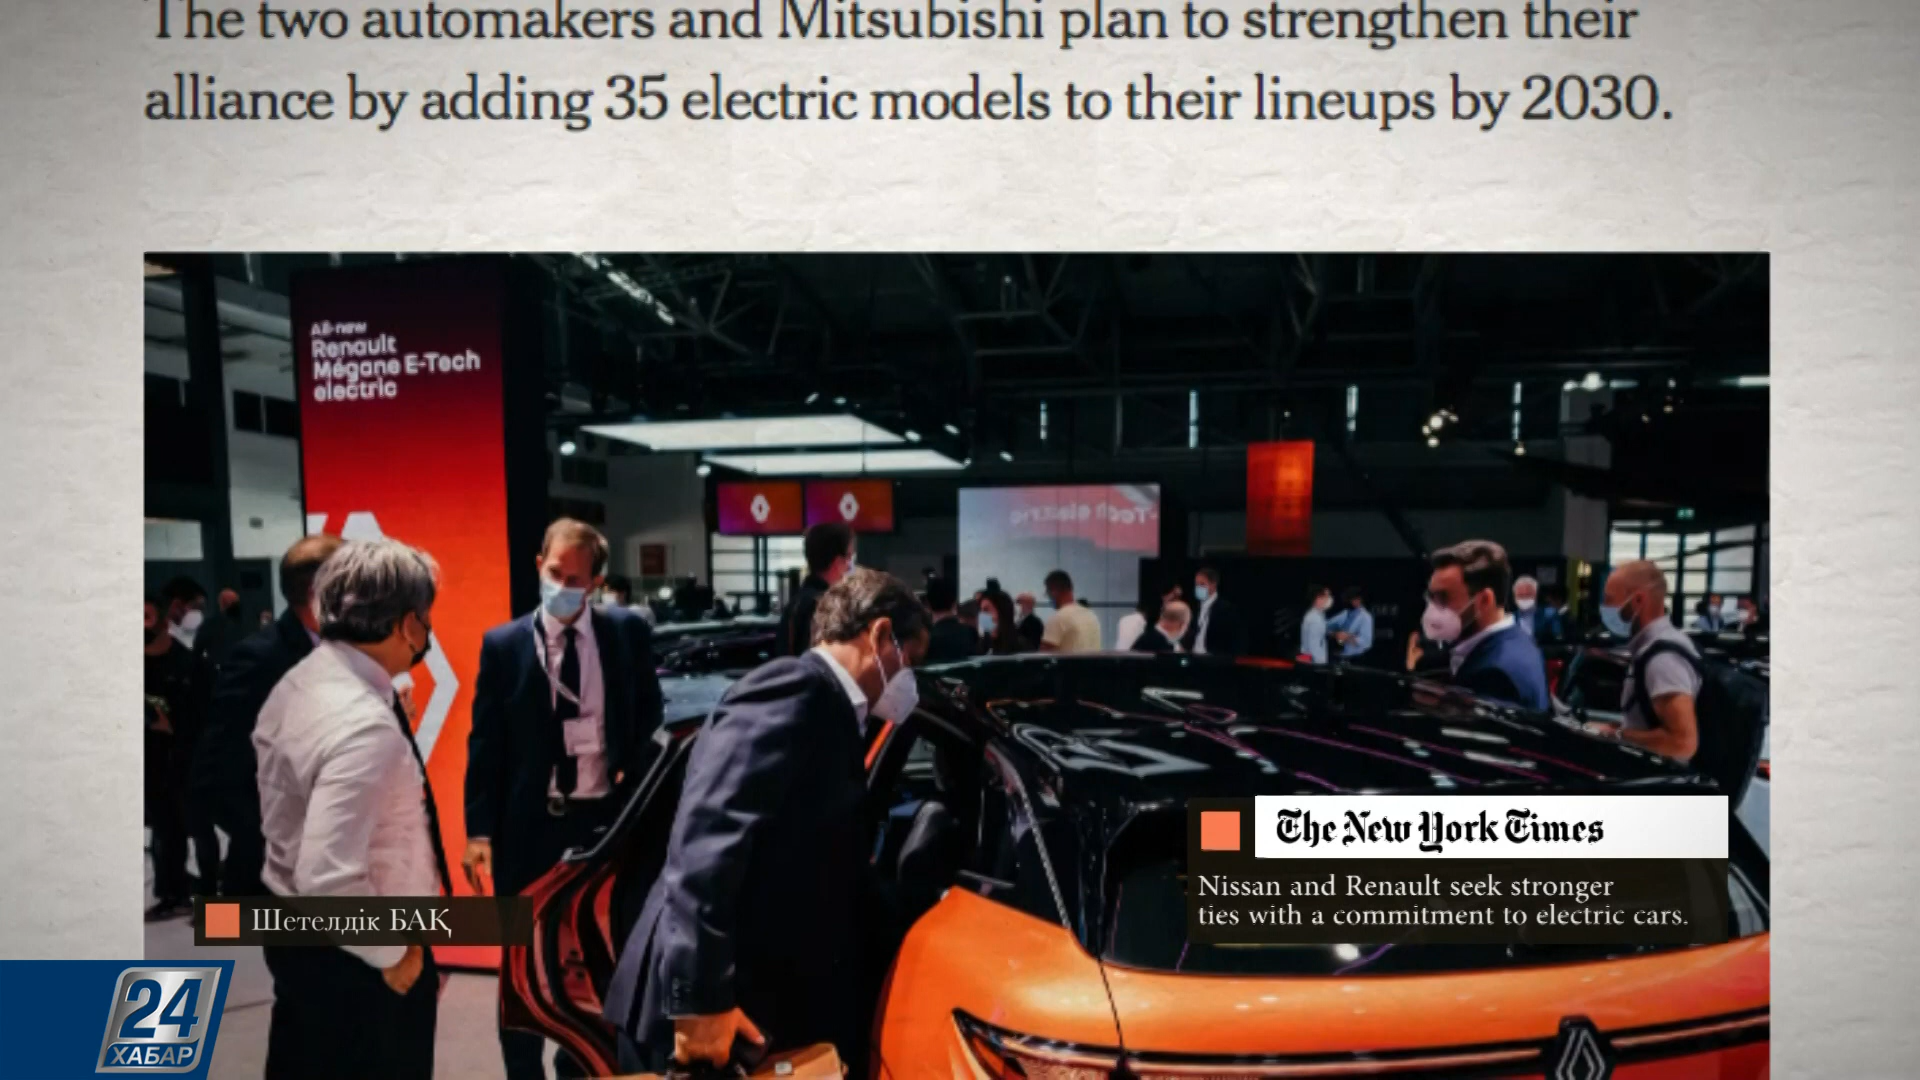 The two automakers and Mitsubishi plan to strengthen their
alliance by adding 35 electric models to their lineups by 2030.
All-new
Renault
Mégane E-Tech
electric
E-Tech electric
The New York Times
Nissan and Renault seek stronger
ties with a commitment to electric cars.
Шетелдік БАҚ
24
ХАБАР